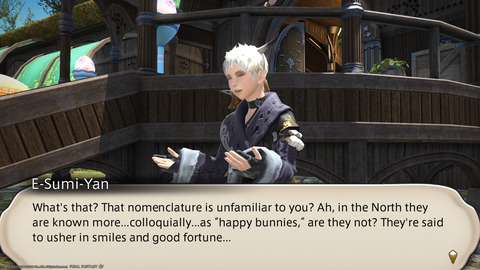 E-Sumi-Yan
What's that? That nomenclature is unfamiliar to you? Ah, in the North they
are known more...colloquially...as "happy bunnies," are they not? They're said
to usher in smiles and good fortune...